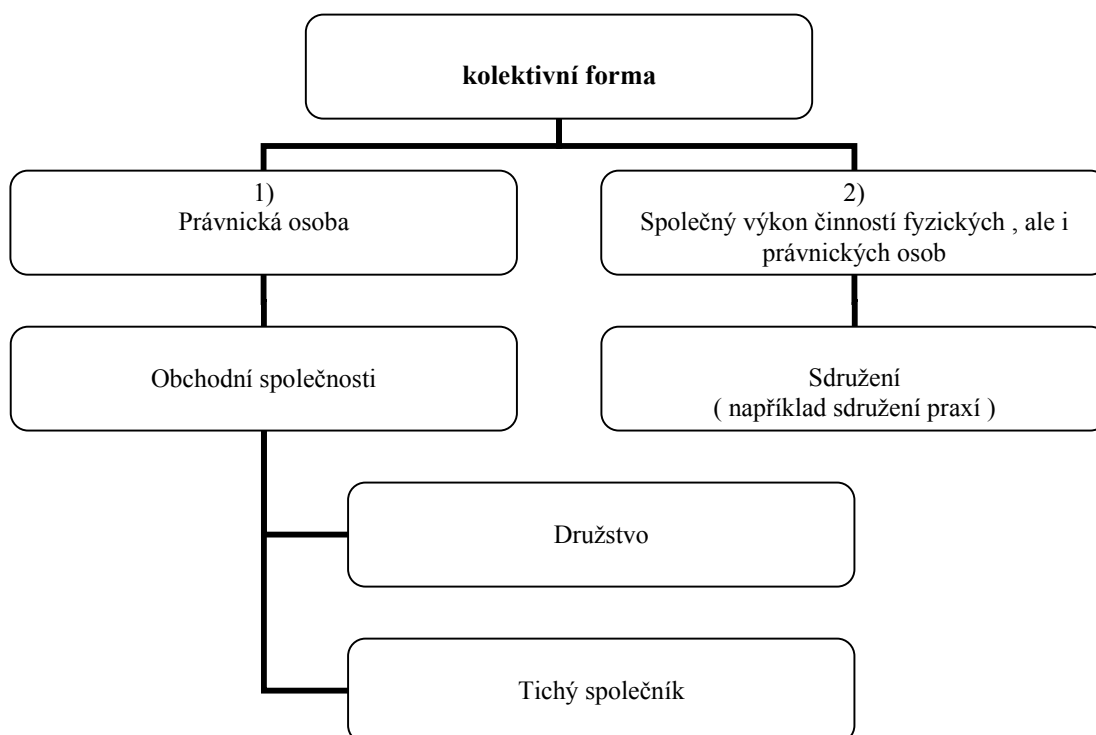 kolektivní forma
1)
Právnická osoba
2)
Společný výkon činností fyzických , ale i
právnických osob
Obchodní společnosti
Sdružení
( například sdružení praxí )
Družstvo
Tichý společník